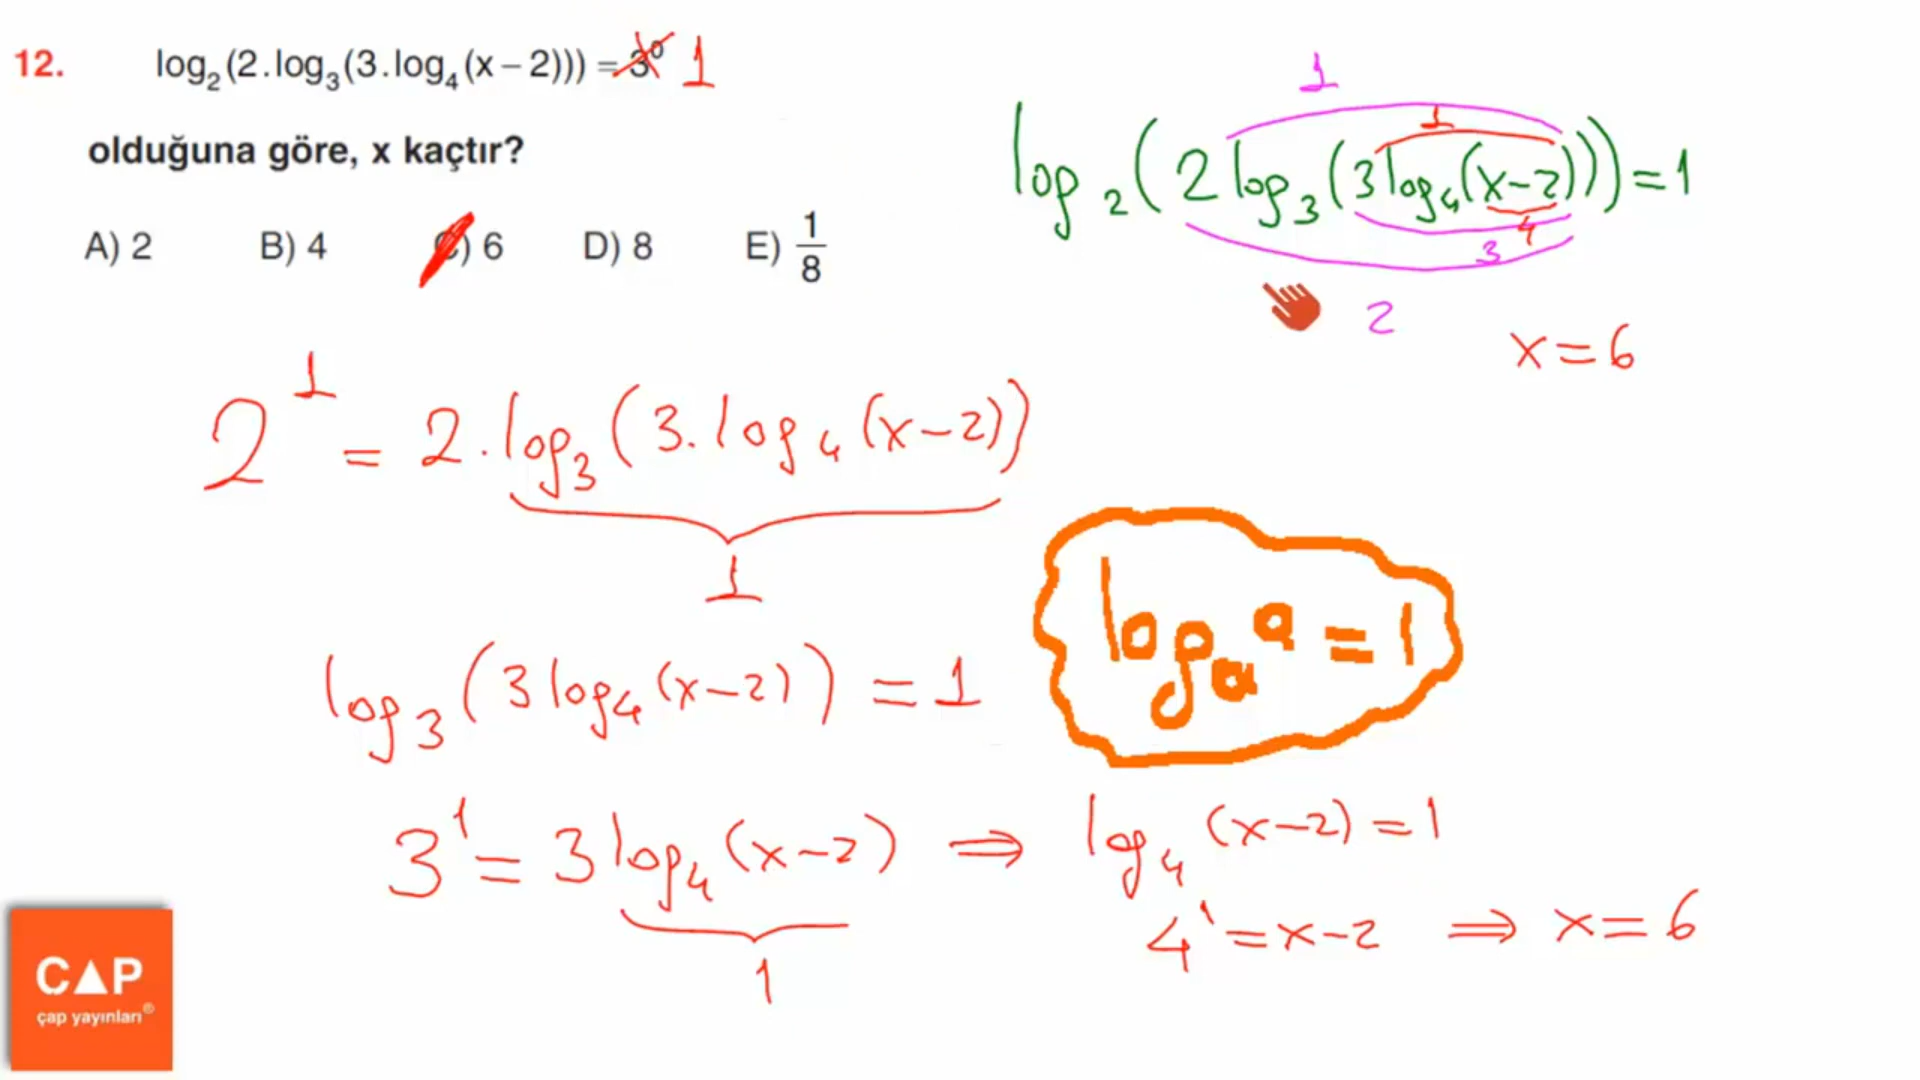 12. log₂(2.log₃(3.log₄(x – 2))) = 3⁰ 1
olduğuna göre, x kaçtır?
A) 2 B) 4 C) 6 D) 8 E) 1/8
1
1
log₂(2log₃(3log₄(x-2)))=1
4
3
2
x=6
2¹ = 2.log₃(3.log₄(x-2))
1
logₐa=1
log₃(3log₄(x-2))=1
3¹=3log₄(x-2) ⇒ log₄(x-2)=1
1
4¹=x-2 ⇒ x=6
CAP
çap yayınları®